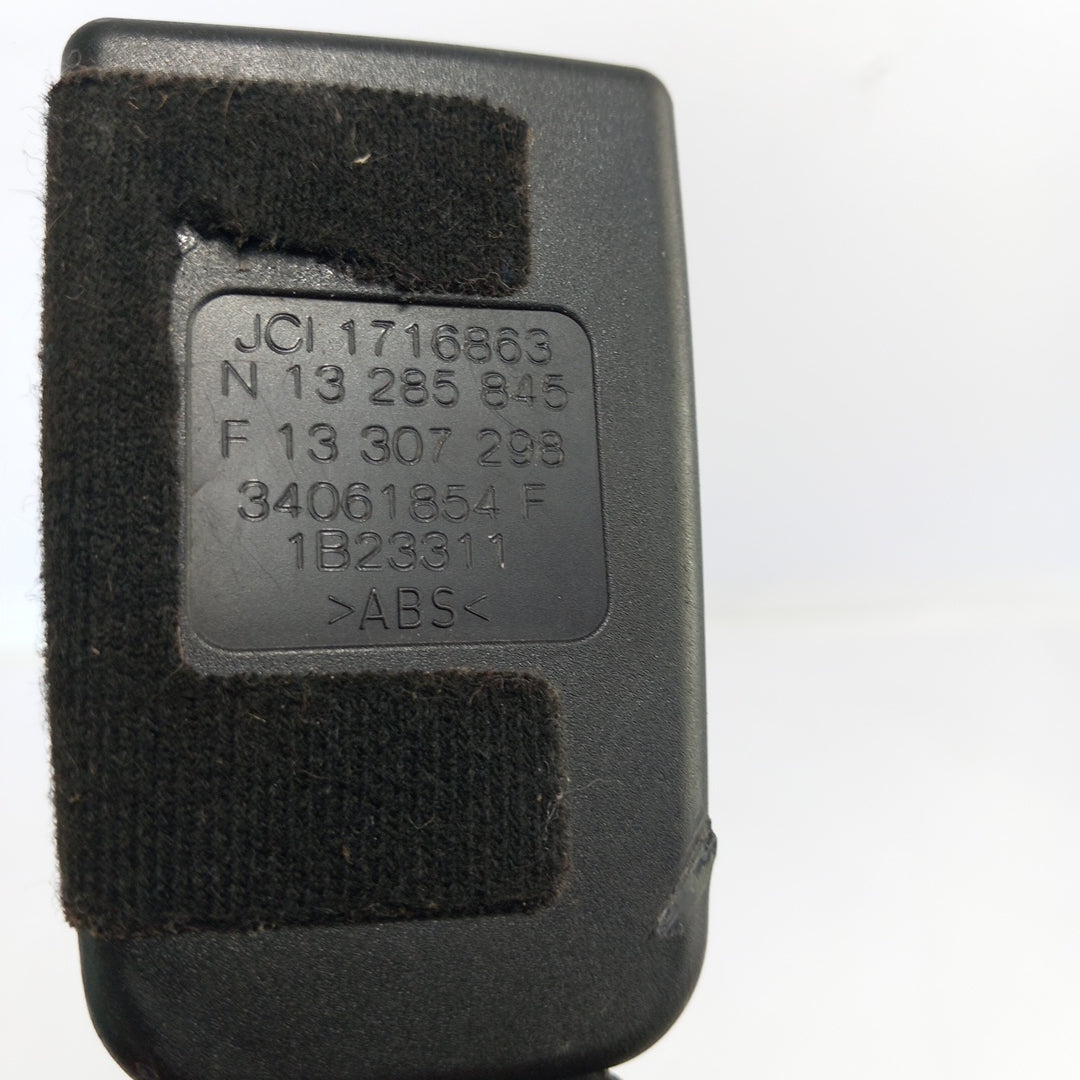 JCI 1716863
N 13 285 845
F 13 307 298
34061854 F
1B23311
>ABS<